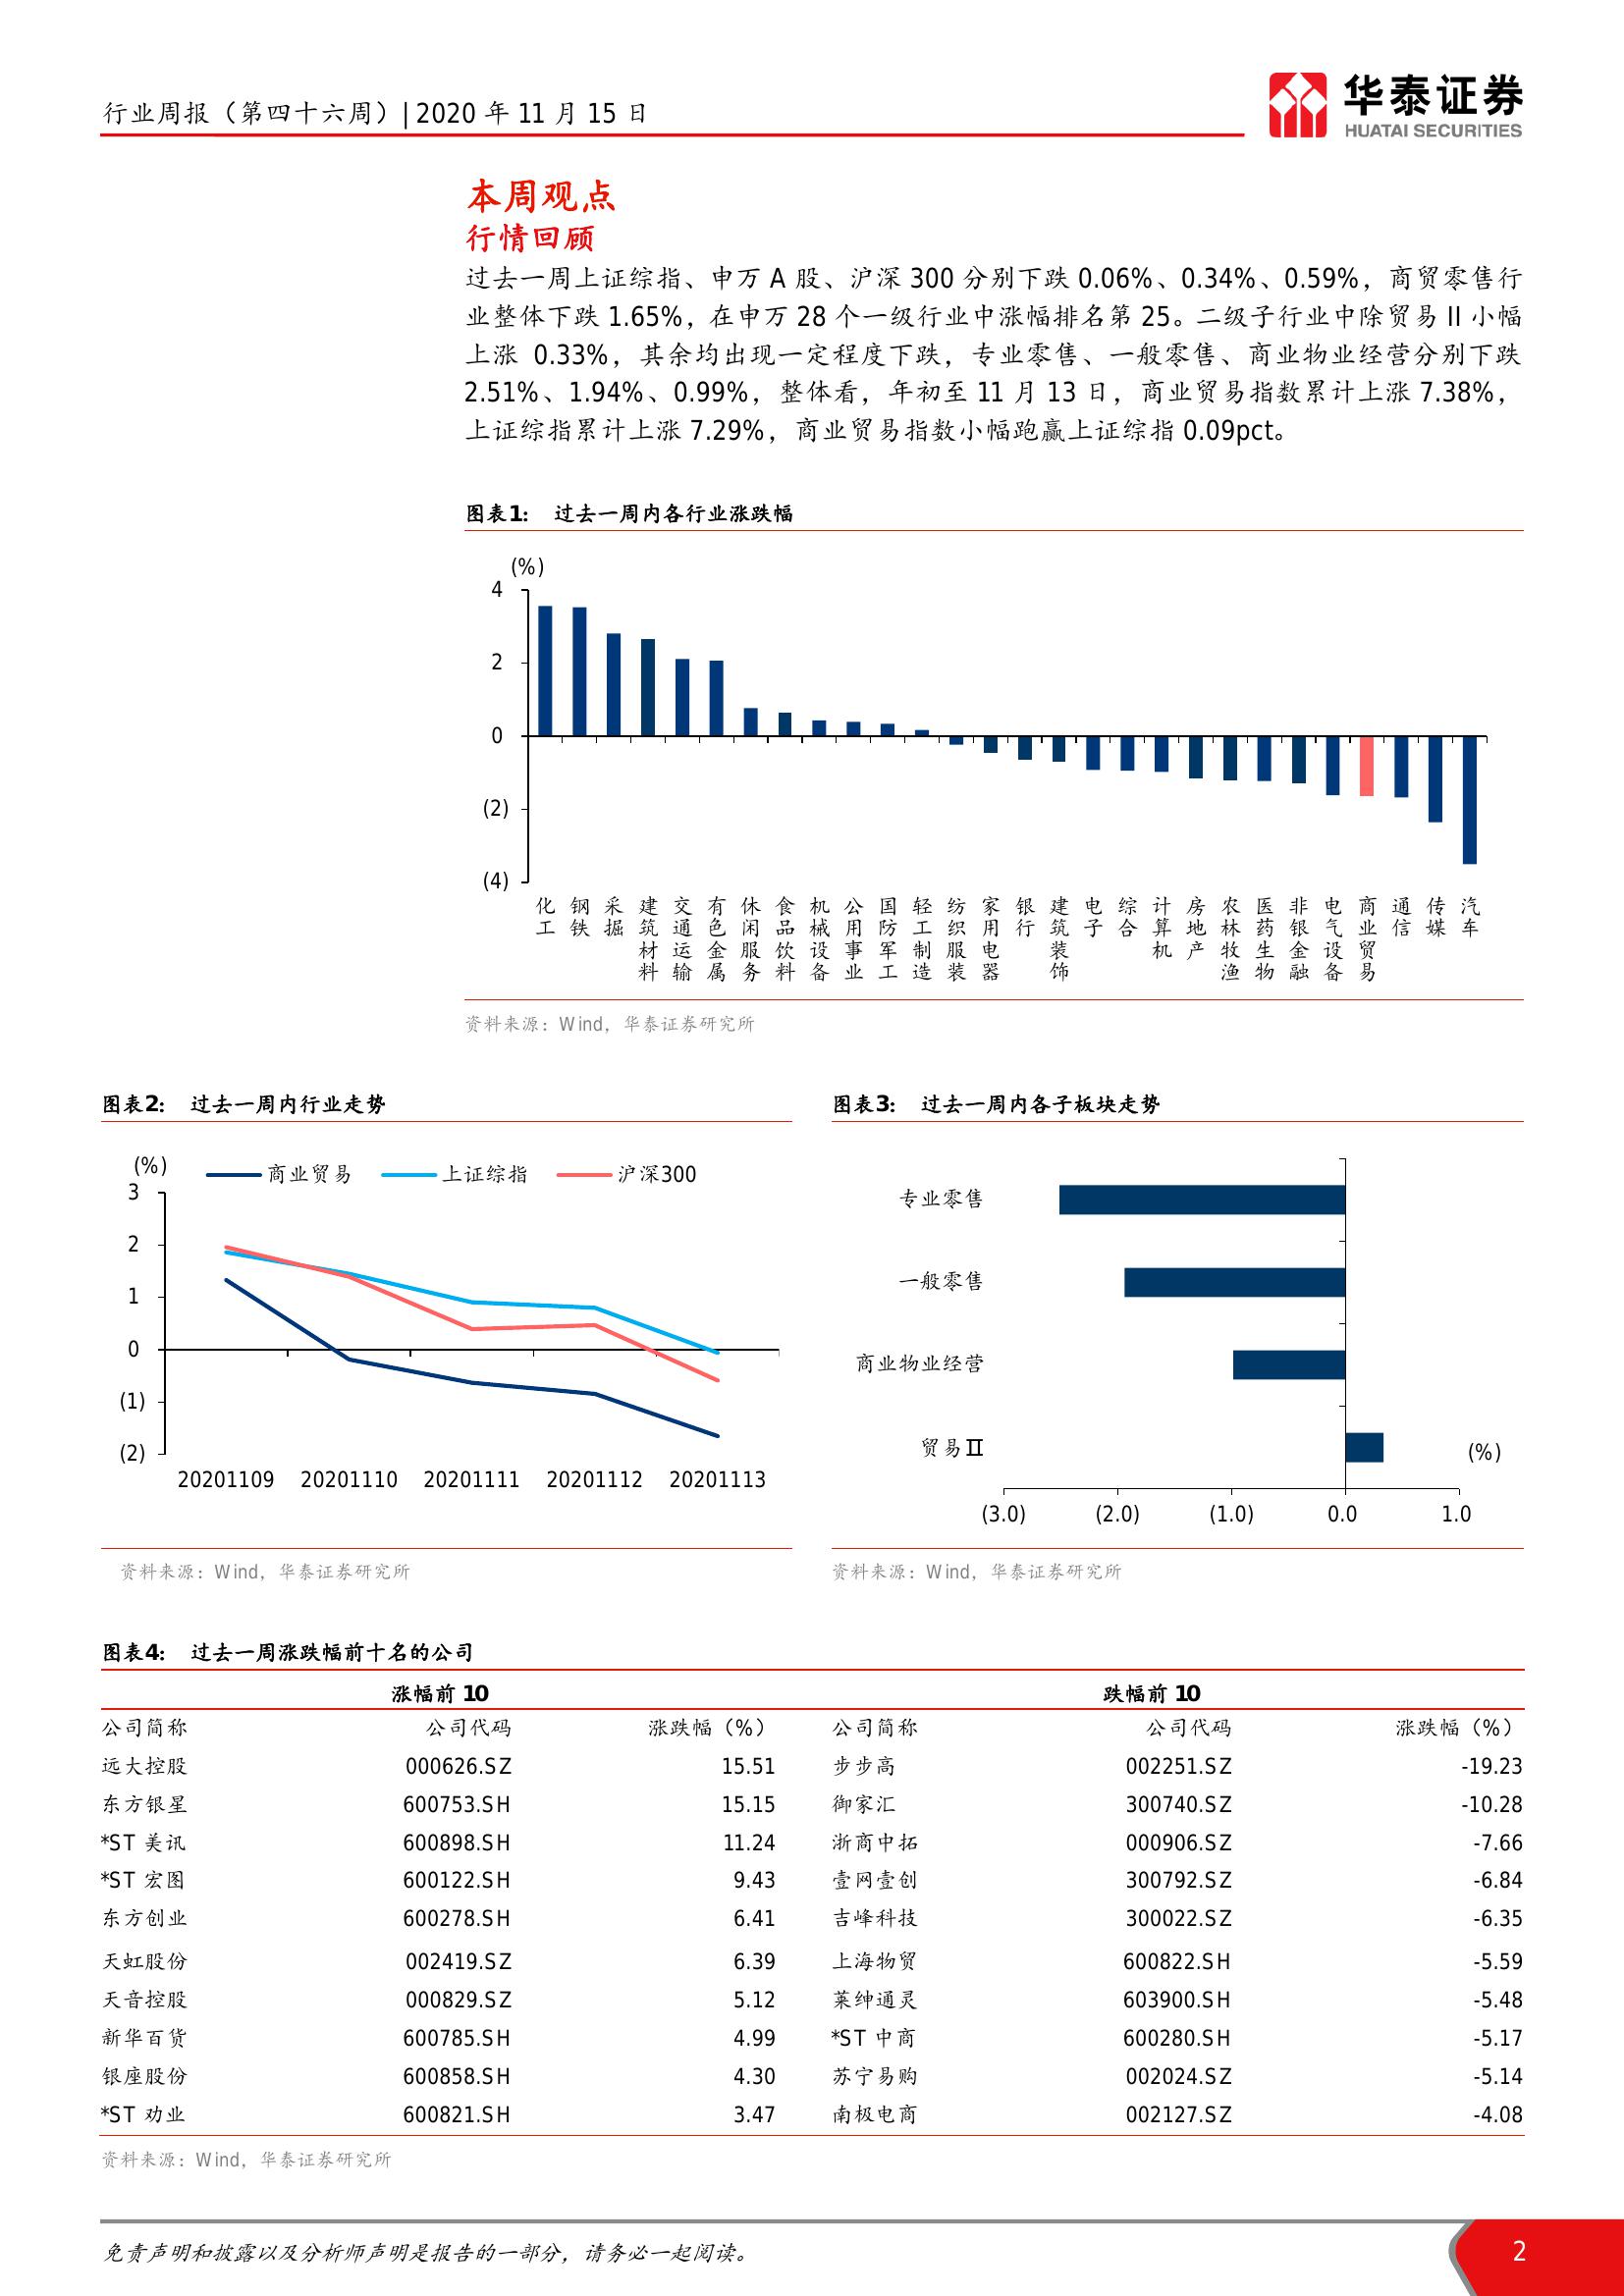 行业周报（第四十六周）| 2020 年 11 月 15 日
华泰证券
HUATAI SECURITIES
本周观点
行情回顾
过去一周上证综指、申万 A 股、沪深 300 分别下跌 0.06%、0.34%、0.59%，商贸零售行
业整体下跌 1.65%，在申万 28 个一级行业中涨幅排名第 25。二级子行业中除贸易 II 小幅
上涨 0.33%，其余均出现一定程度下跌，专业零售、一般零售、商业物业经营分别下跌
2.51%、1.94%、0.99%，整体看，年初至 11 月 13 日，商业贸易指数累计上涨 7.38%，
上证综指累计上涨 7.29%，商业贸易指数小幅跑赢上证综指 0.09pct。
图表1： 过去一周内各行业涨跌幅
(%)
4
2
0
(2)
(4)
化工 钢铁 采掘 建筑材料 交通运输 有色金属 休闲服务 食品饮料 机械设备 公用事业 国防军工 轻工制造 纺织服装 家用电器 银行 建筑装饰 电子 综合 计算机 房地产 农林牧渔 医药生物 非银金融 电气设备 商业贸易 通信 传媒 汽车
资料来源：Wind，华泰证券研究所
图表2： 过去一周内行业走势
(%)
商业贸易 上证综指 沪深300
3
2
1
0
(1)
(2)
20201109 20201110 20201111 20201112 20201113
资料来源：Wind，华泰证券研究所
图表3： 过去一周内各子板块走势
专业零售
一般零售
商业物业经营
贸易Ⅱ
(%)
(3.0) (2.0) (1.0) 0.0 1.0
资料来源：Wind，华泰证券研究所
图表4： 过去一周涨跌幅前十名的公司
涨幅前 10 跌幅前 10
公司简称 公司代码 涨跌幅（%） 公司简称 公司代码 涨跌幅（%）
远大控股 000626.SZ 15.51 步步高 002251.SZ -19.23
东方银星 600753.SH 15.15 御家汇 300740.SZ -10.28
*ST 美讯 600898.SH 11.24 浙商中拓 000906.SZ -7.66
*ST 宏图 600122.SH 9.43 壹网壹创 300792.SZ -6.84
东方创业 600278.SH 6.41 吉峰科技 300022.SZ -6.35
天虹股份 002419.SZ 6.39 上海物贸 600822.SH -5.59
天音控股 000829.SZ 5.12 莱绅通灵 603900.SH -5.48
新华百货 600785.SH 4.99 *ST 中商 600280.SH -5.17
银座股份 600858.SH 4.30 苏宁易购 002024.SZ -5.14
*ST 劝业 600821.SH 3.47 南极电商 002127.SZ -4.08
资料来源：Wind，华泰证券研究所
免责声明和披露以及分析师声明是报告的一部分，请务必一起阅读。
2